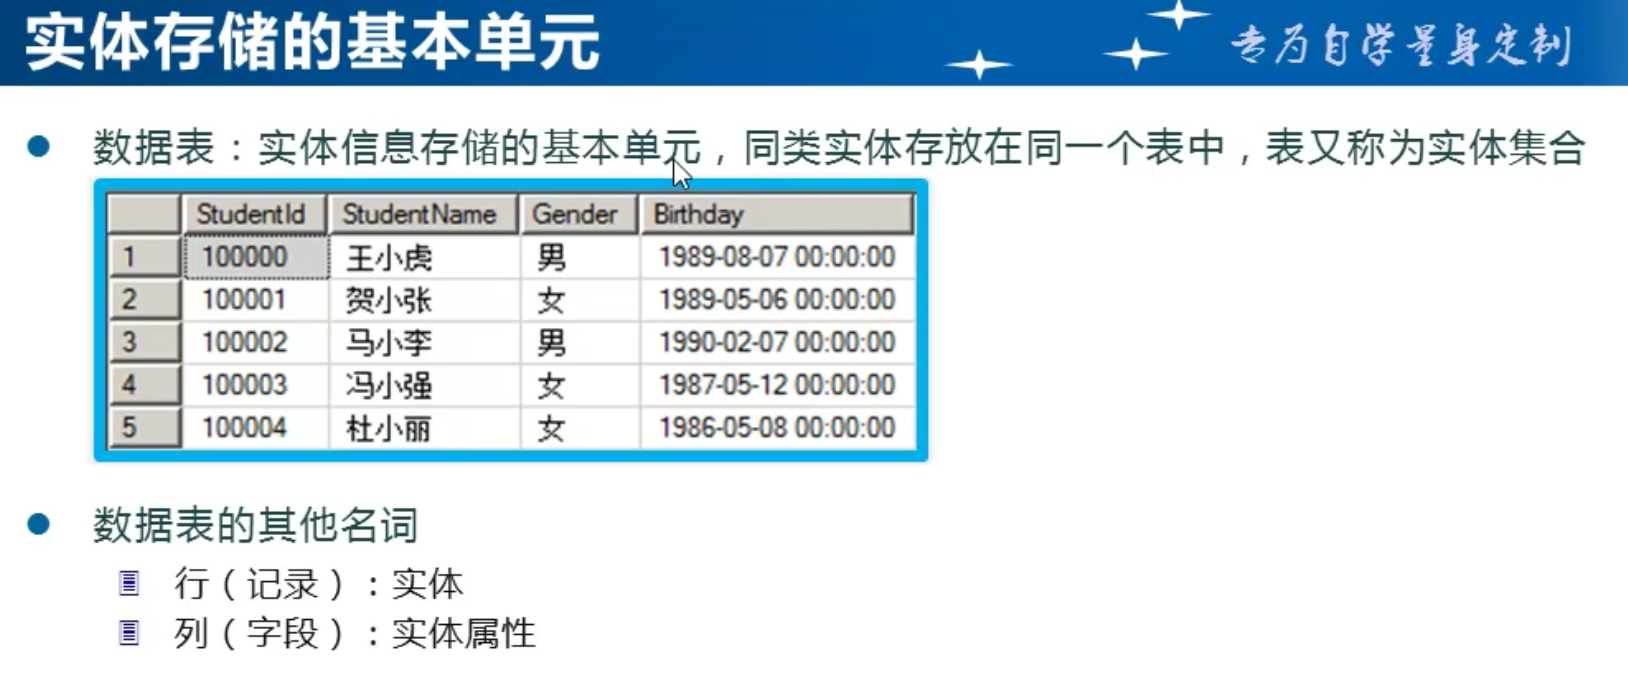 实体存储的基本单元
专为自学量身定制
数据表：实体信息存储的基本单元，同类实体存放在同一个表中，表又称为实体集合
StudentId StudentName Gender Birthday
1 100000 王小虎 男 1989-08-07 00:00:00
2 100001 贺小张 女 1989-05-06 00:00:00
3 100002 马小李 男 1990-02-07 00:00:00
4 100003 冯小强 女 1987-05-12 00:00:00
5 100004 杜小丽 女 1986-05-08 00:00:00
数据表的其他名词
行（记录）：实体
列（字段）：实体属性